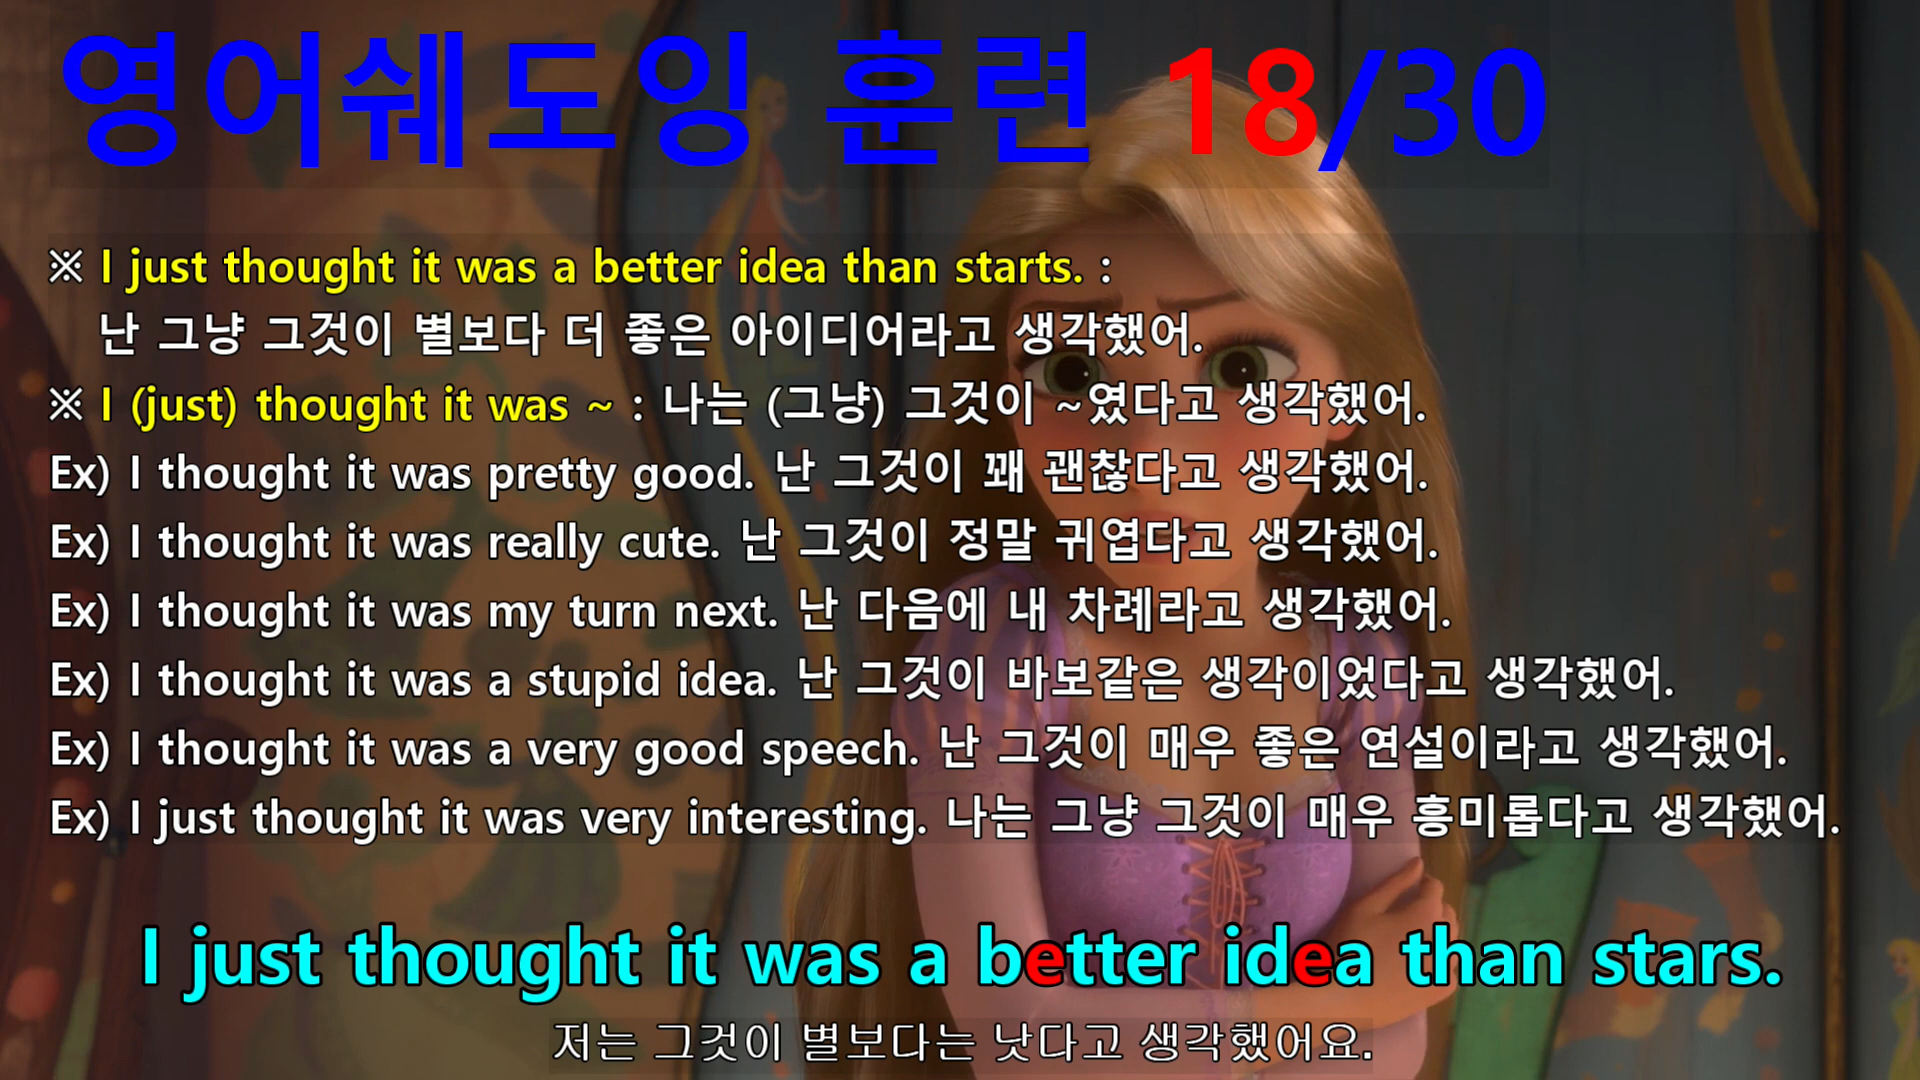 영어쉐도잉 훈련 18/30
※ I just thought it was a better idea than starts. :
난 그냥 그것이 별보다 더 좋은 아이디어라고 생각했어.
※ I (just) thought it was ~ : 나는 (그냥) 그것이 ~였다고 생각했어.
Ex) I thought it was pretty good. 난 그것이 꽤 괜찮다고 생각했어.
Ex) I thought it was really cute. 난 그것이 정말 귀엽다고 생각했어.
Ex) I thought it was my turn next. 난 다음에 내 차례라고 생각했어.
Ex) I thought it was a stupid idea. 난 그것이 바보같은 생각이었다고 생각했어.
Ex) I thought it was a very good speech. 난 그것이 매우 좋은 연설이라고 생각했어.
Ex) I just thought it was very interesting. 나는 그냥 그것이 매우 흥미롭다고 생각했어.
I just thought it was a better idea than stars.
저는 그것이 별보다는 낫다고 생각했어요.